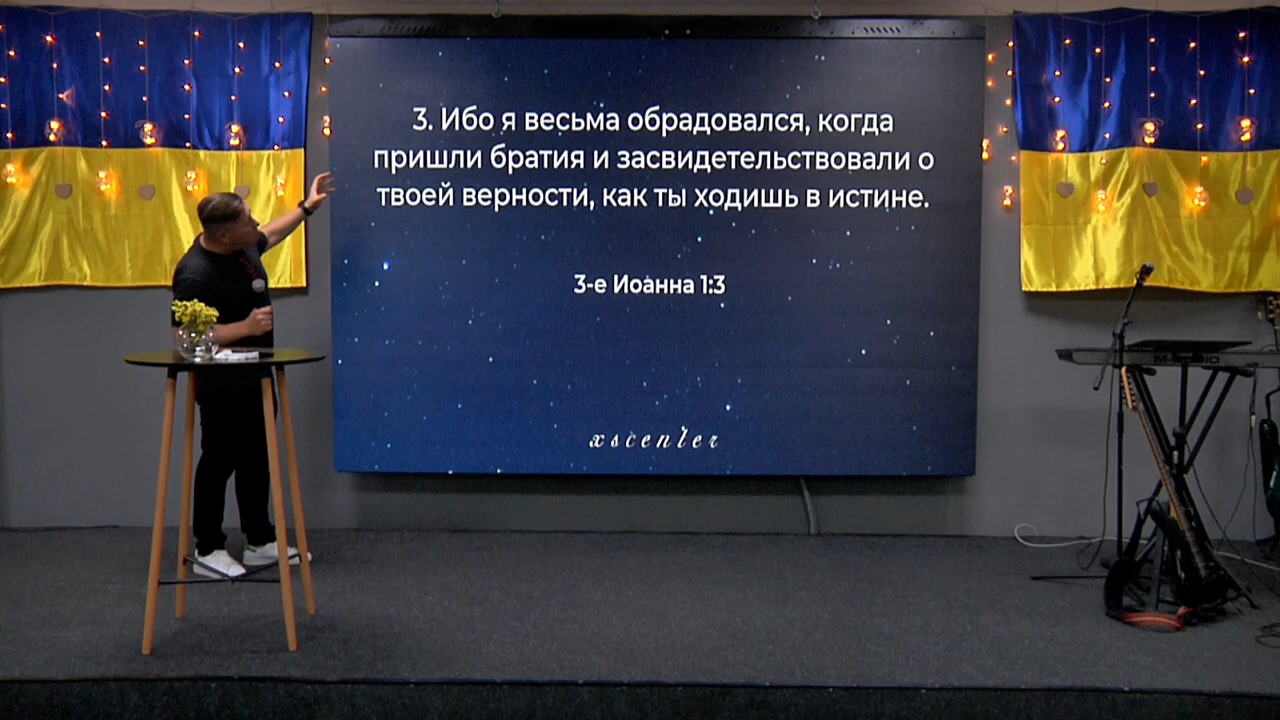 3. Ибо я весьма обрадовался, когда
пришли братия и засвидетельствовали о
твоей верности, как ты ходишь в истине.
3-е Иоанна 1:3
xscenter